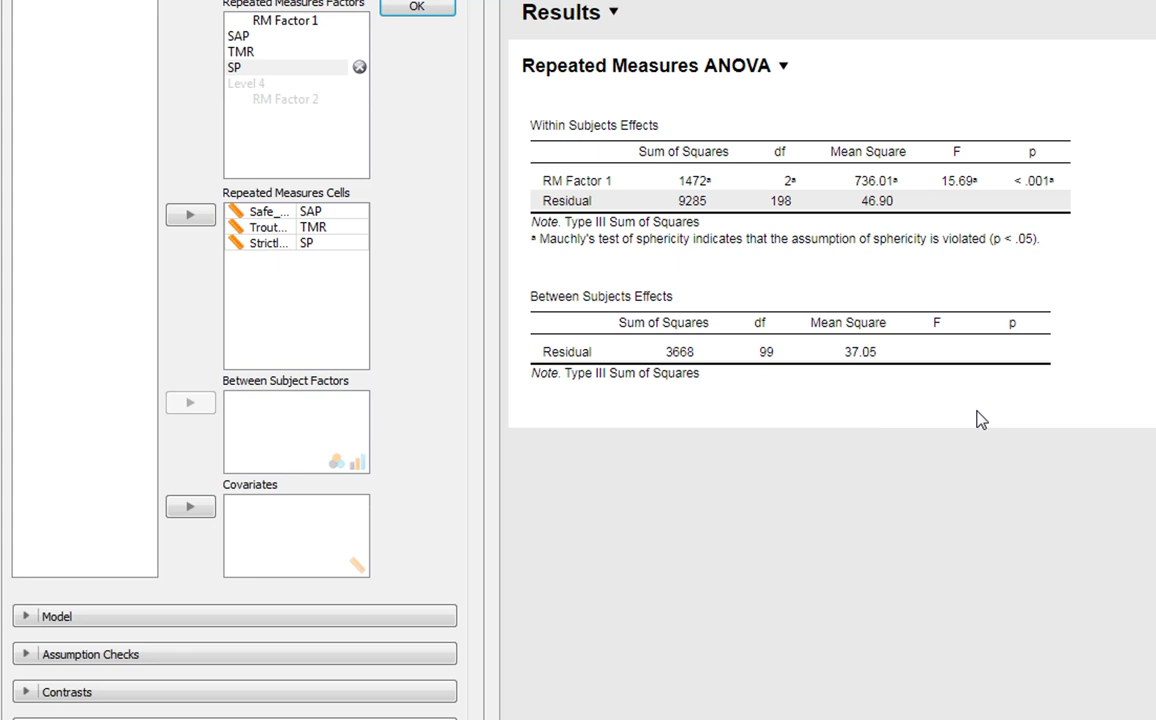 Repeated Measures Factors
OK
RM Factor 1
SAP
TMR
SP
Level 4
RM Factor 2
Repeated Measures Cells
Safe_... SAP
Trout... TMR
Strictl... SP
Between Subject Factors
Covariates
Model
Assumption Checks
Contrasts
Results
Repeated Measures ANOVA
Within Subjects Effects
Sum of Squares df Mean Square F p
RM Factor 1 1472ᵃ 2ᵃ 736.01ᵃ 15.69ᵃ < .001ᵃ
Residual 9285 198 46.90
Note. Type III Sum of Squares
ᵃ Mauchly's test of sphericity indicates that the assumption of sphericity is violated (p < .05).
Between Subjects Effects
Sum of Squares df Mean Square F p
Residual 3668 99 37.05
Note. Type III Sum of Squares